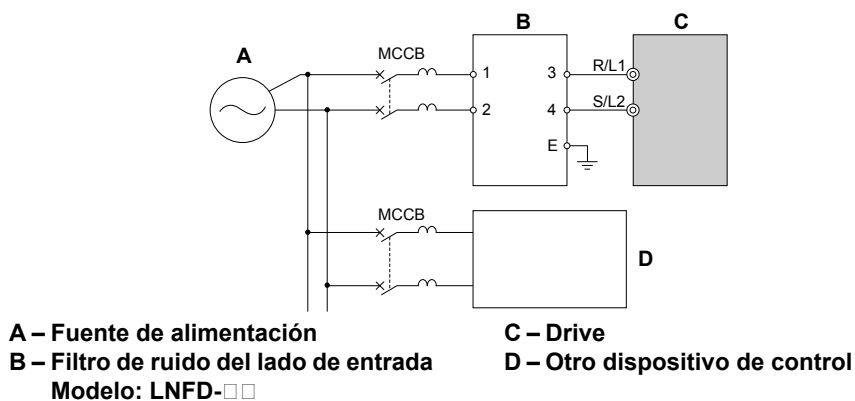 B
C
A
MCCB
1
3
R/L1
2
4
S/L2
E
MCCB
D
A – Fuente de alimentación
B – Filtro de ruido del lado de entrada
Modelo: LNFD-□□
C – Drive
D – Otro dispositivo de control